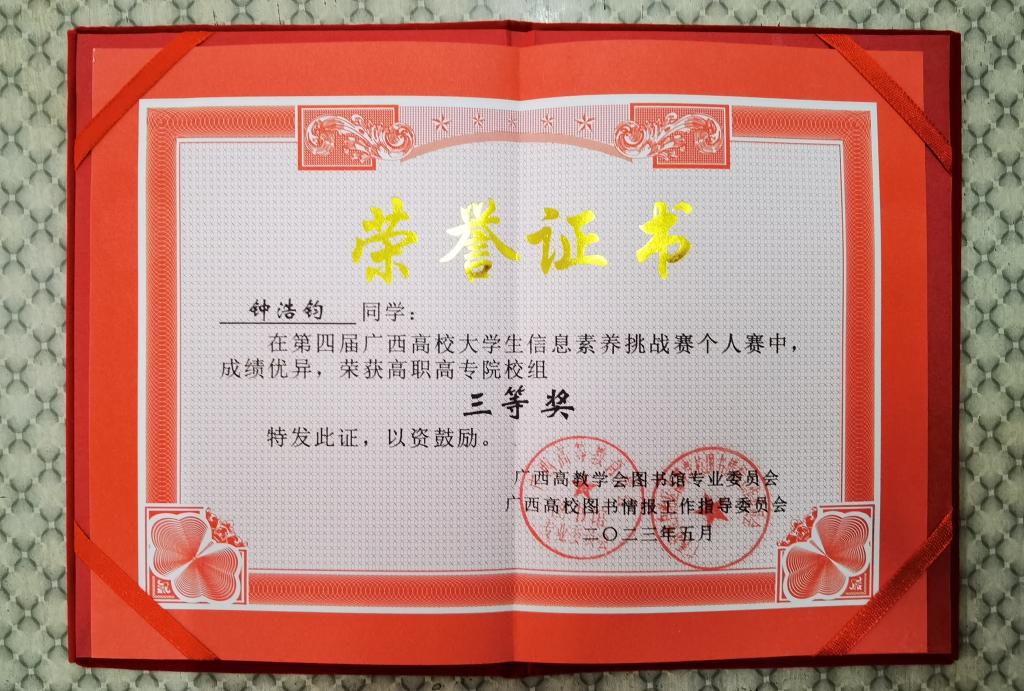 荣誉证书
钟浩钧 同学:
在第四届广西高校大学生信息素养挑战赛个人赛中,
成绩优异,荣获高职高专院校组
三等奖
特发此证,以资鼓励。
广西高教学会图书馆专业委员会
广西高校图书情报工作指导委员会
二〇二三年五月